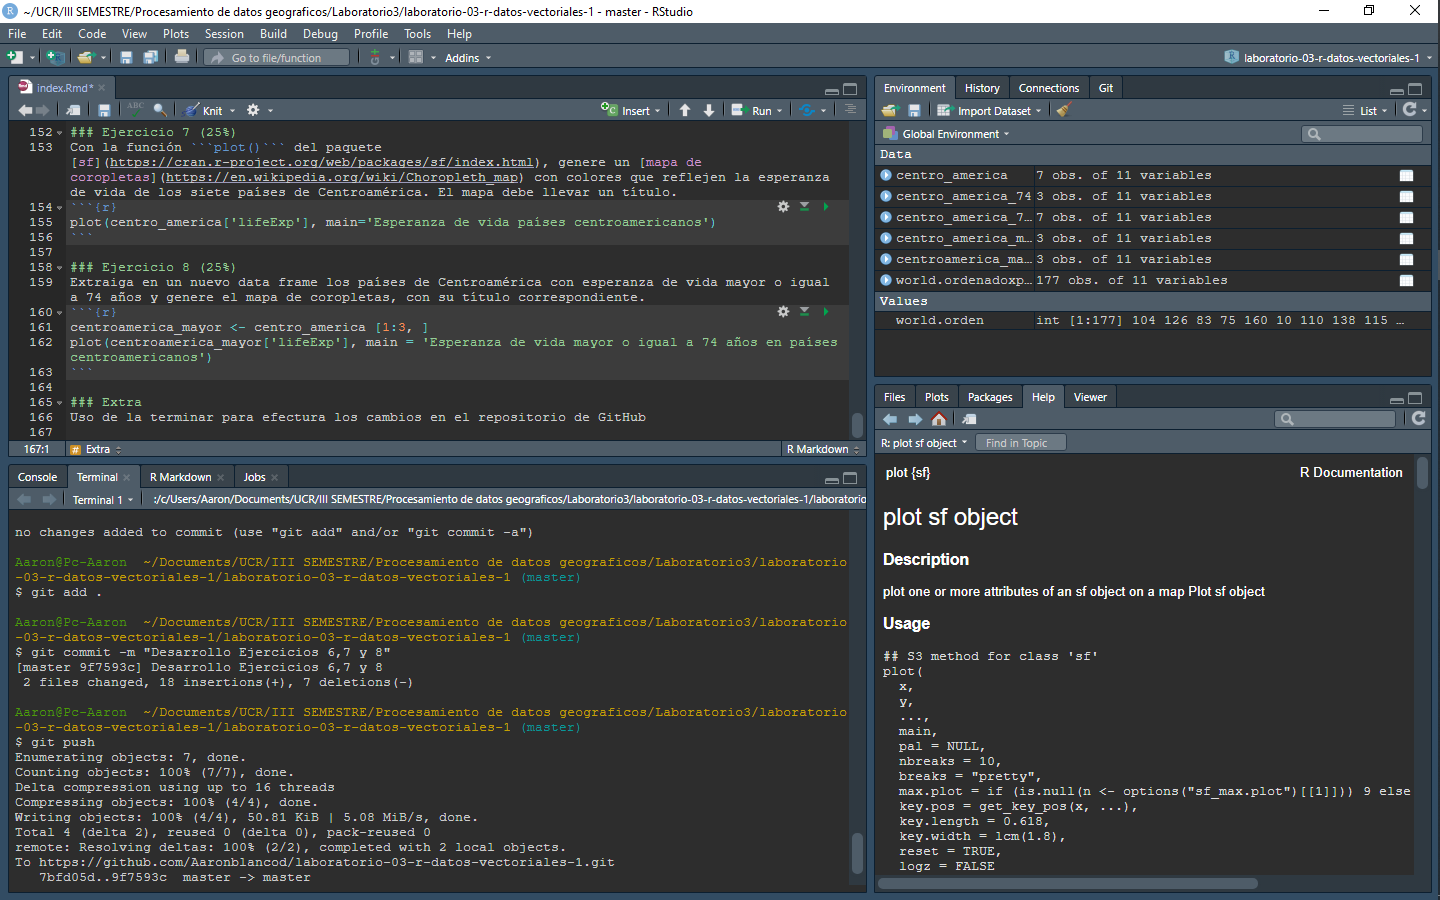 ~/UCR/III SEMESTRE/Procesamiento de datos geograficos/Laboratorio3/laboratorio-03-r-datos-vectoriales-1 - master - RStudio
File Edit Code View Plots Session Build Debug Profile Tools Help
Go to file/function Addins laboratorio-03-r-datos-vectoriales-1
index.Rmd*
ABC Knit Insert Run
152 ### Ejercicio 7 (25%)
153 Con la función ```plot()``` del paquete
[sf](https://cran.r-project.org/web/packages/sf/index.html), genere un [mapa de
coropletas](https://en.wikipedia.org/wiki/Choropleth_map) con colores que reflejen la esperanza
de vida de los siete países de Centroamérica. El mapa debe llevar un título.
154 ```{r}
155 plot(centro_america['lifeExp'], main='Esperanza de vida países centroamericanos')
156 ```
157
158 ### Ejercicio 8 (25%)
159 Extraiga en un nuevo data frame los países de Centroamérica con esperanza de vida mayor o igual
a 74 años y genere el mapa de coropletas, con su título correspondiente.
160 ```{r}
161 centroamerica_mayor <- centro_america [1:3, ]
162 plot(centroamerica_mayor['lifeExp'], main = 'Esperanza de vida mayor o igual a 74 años en países
centroamericanos')
163 ```
164
165 ### Extra
166 Uso de la terminar para efectura los cambios en el repositorio de GitHub
167
167:1 # Extra R Markdown
Console Terminal R Markdown Jobs
Terminal 1 :/c/Users/Aaron/Documents/UCR/III SEMESTRE/Procesamiento de datos geograficos/Laboratorio3/laboratorio-03-r-datos-vectoriales-1/laboratorio
no changes added to commit (use "git add" and/or "git commit -a")
Aaron@Pc-Aaron ~/Documents/UCR/III SEMESTRE/Procesamiento de datos geograficos/Laboratorio3/laboratorio
-03-r-datos-vectoriales-1/laboratorio-03-r-datos-vectoriales-1 (master)
$ git add .
Aaron@Pc-Aaron ~/Documents/UCR/III SEMESTRE/Procesamiento de datos geograficos/Laboratorio3/laboratorio
-03-r-datos-vectoriales-1/laboratorio-03-r-datos-vectoriales-1 (master)
$ git commit -m "Desarrollo Ejercicios 6,7 y 8"
[master 9f7593c] Desarrollo Ejercicios 6,7 y 8
2 files changed, 18 insertions(+), 7 deletions(-)
Aaron@Pc-Aaron ~/Documents/UCR/III SEMESTRE/Procesamiento de datos geograficos/Laboratorio3/laboratorio
-03-r-datos-vectoriales-1/laboratorio-03-r-datos-vectoriales-1 (master)
$ git push
Enumerating objects: 7, done.
Counting objects: 100% (7/7), done.
Delta compression using up to 16 threads
Compressing objects: 100% (4/4), done.
Writing objects: 100% (4/4), 50.81 KiB | 5.08 MiB/s, done.
Total 4 (delta 2), reused 0 (delta 0), pack-reused 0
remote: Resolving deltas: 100% (2/2), completed with 2 local objects.
To https://github.com/Aaronblancod/laboratorio-03-r-datos-vectoriales-1.git
7bfd05d..9f7593c master -> master
Environment History Connections Git
Import Dataset List
Global Environment
Data
centro_america 7 obs. of 11 variables
centro_america_74 3 obs. of 11 variables
centro_america_7… 7 obs. of 11 variables
centro_america_m… 3 obs. of 11 variables
centroamerica_ma… 3 obs. of 11 variables
world.ordenadoxp… 177 obs. of 11 variables
Values
world.orden int [1:177] 104 126 83 75 160 10 110 138 115 …
Files Plots Packages Help Viewer
R: plot sf object Find in Topic
plot {sf} R Documentation
plot sf object
Description
plot one or more attributes of an sf object on a map Plot sf object
Usage
## S3 method for class 'sf'
plot(
x,
y,
...,
main,
pal = NULL,
nbreaks = 10,
breaks = "pretty",
max.plot = if (is.null(n <- options("sf_max.plot")[[1]])) 9 else
key.pos = get_key_pos(x, ...),
key.length = 0.618,
key.width = lcm(1.8),
reset = TRUE,
logz = FALSE